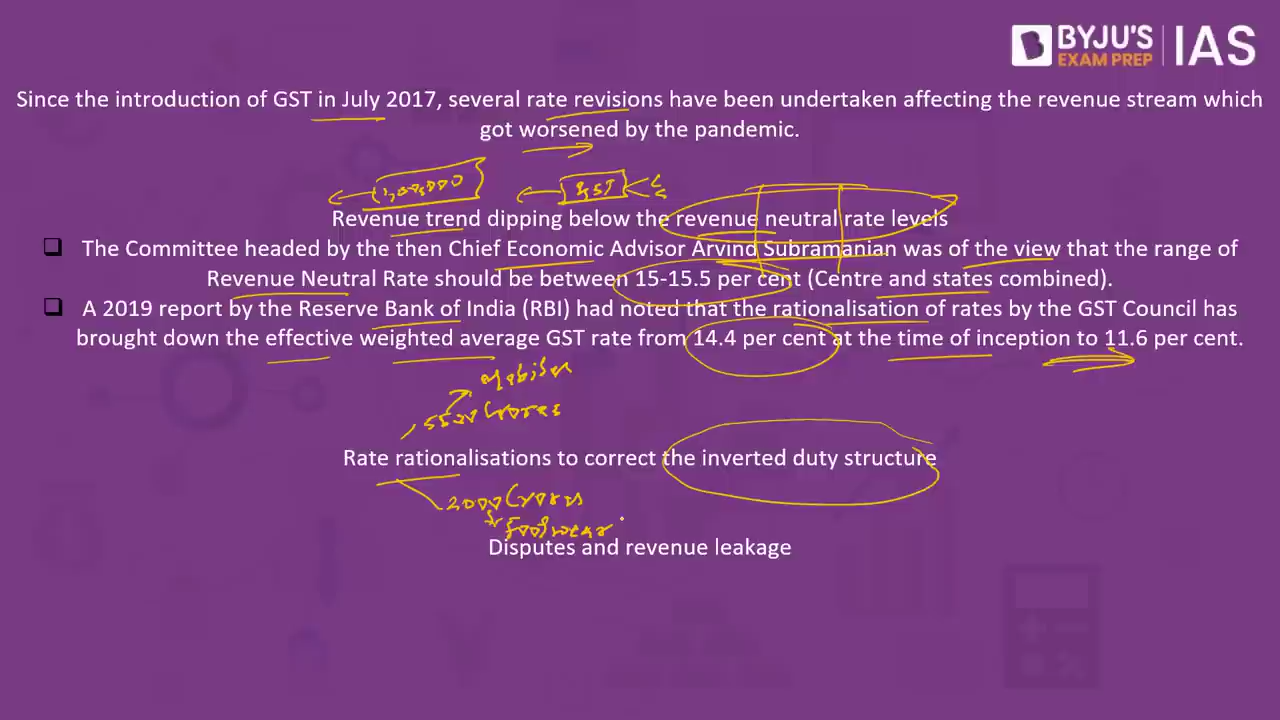 BYJU'S
EXAM PREP
IAS
Since the introduction of GST in July 2017, several rate revisions have been undertaken affecting the revenue stream which
got worsened by the pandemic.
1,00,000
GST
Revenue trend dipping below the revenue neutral rate levels
❑ The Committee headed by the then Chief Economic Advisor Arvind Subramanian was of the view that the range of
Revenue Neutral Rate should be between 15-15.5 per cent (Centre and states combined).
❑ A 2019 report by the Reserve Bank of India (RBI) had noted that the rationalisation of rates by the GST Council has
brought down the effective weighted average GST rate from 14.4 per cent at the time of inception to 11.6 per cent.
crores
Rate rationalisations to correct the inverted duty structure
2000 Crores
footwear
Disputes and revenue leakage